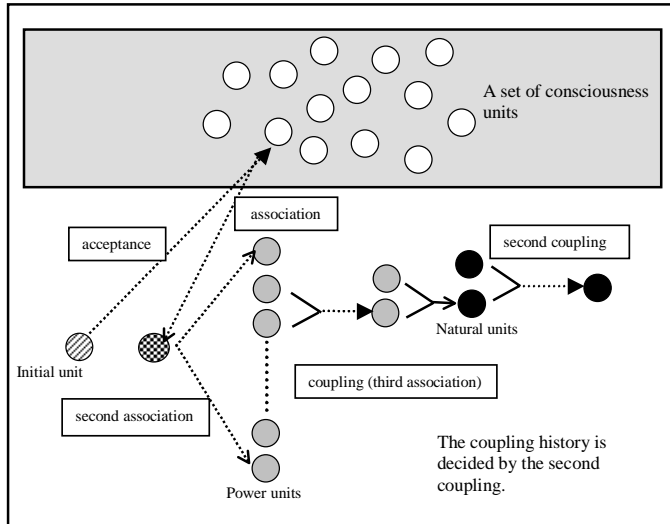 A set of consciousness
units
association
acceptance
second coupling
Natural units
Initial unit
coupling (third association)
second association
The coupling history is
decided by the second
coupling.
Power units